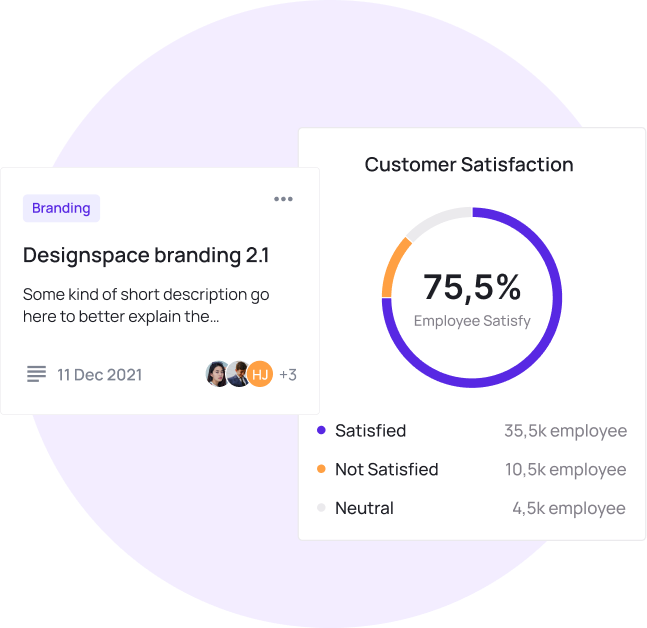 Branding
Designspace branding 2.1
Some kind of short description go
here to better explain the...
11 Dec 2021
HJ
+3
Customer Satisfaction
75,5%
Employee Satisfy
Satisfied 35,5k employee
Not Satisfied 10,5k employee
Neutral 4,5k employee